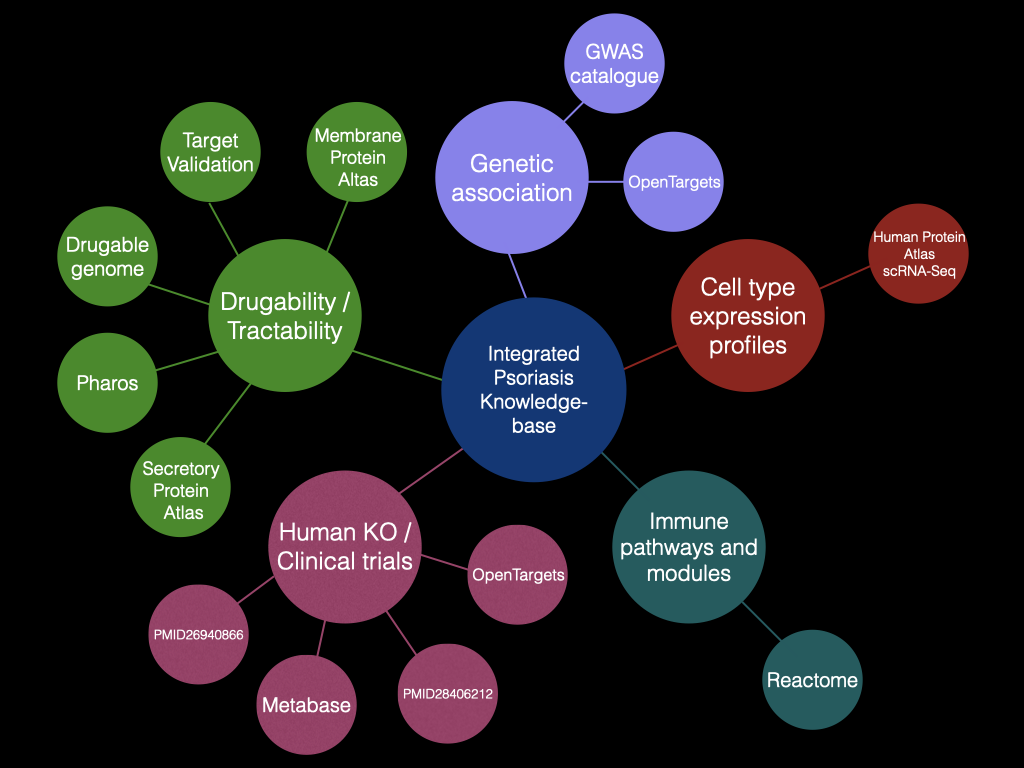 GWAS
catalogue
Genetic
association
OpenTargets
Target
Validation
Membrane
Protein
Altas
Drugable
genome
Drugability /
Tractability
Pharos
Secretory
Protein
Atlas
Human Protein
Atlas
scRNA-Seq
Cell type
expression
profiles
Integrated
Psoriasis
Knowledge-
base
Human KO /
Clinical trials
OpenTargets
PMID26940866
Metabase
PMID28406212
Immune
pathways and
modules
Reactome